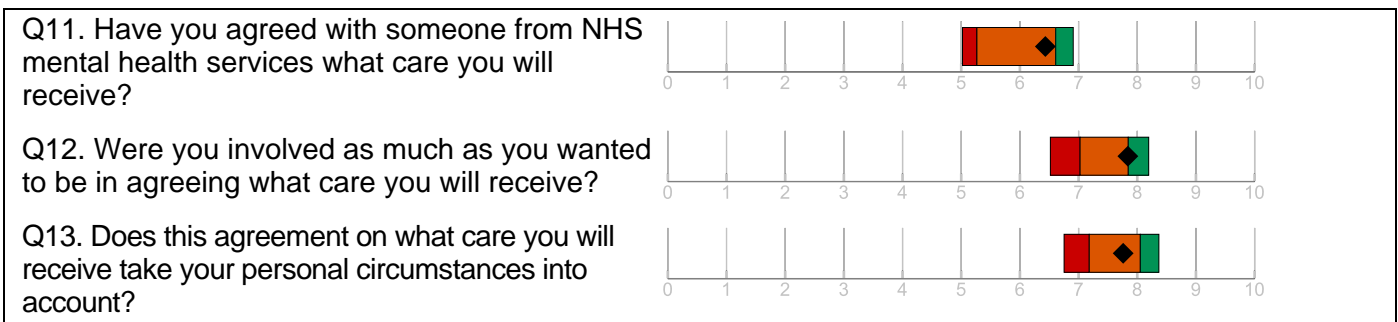 Q11. Have you agreed with someone from NHS
mental health services what care you will
receive?
0 1 2 3 4 5 6 7 8 9 10
Q12. Were you involved as much as you wanted
to be in agreeing what care you will receive?
0 1 2 3 4 5 6 7 8 9 10
Q13. Does this agreement on what care you will
receive take your personal circumstances into
account?
0 1 2 3 4 5 6 7 8 9 10